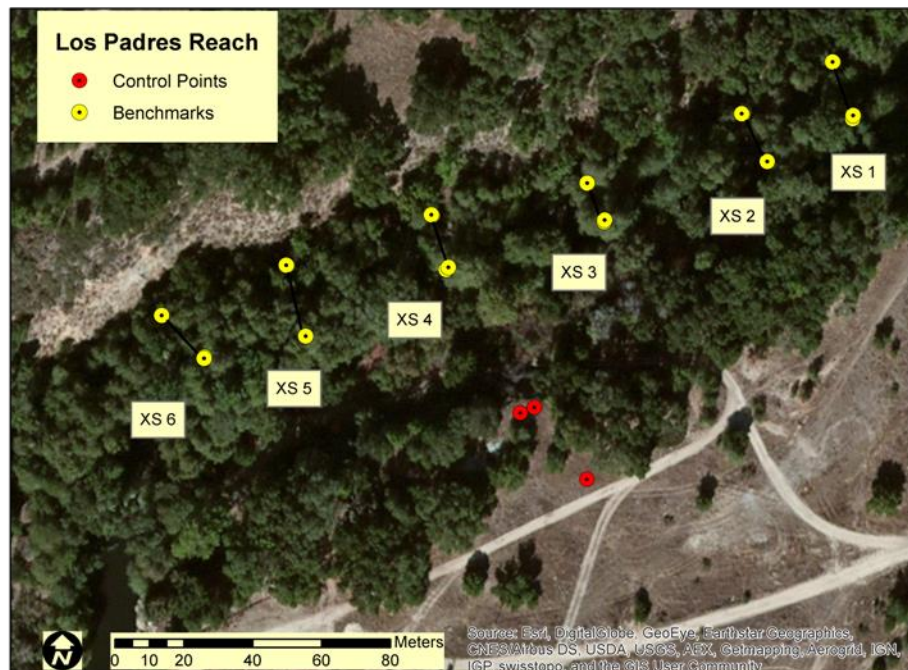 Los Padres Reach
Control Points
Benchmarks
XS 1
XS 2
XS 3
XS 4
XS 5
XS 6
N
Meters
0 10 20 40 60 80
Source: Esri, DigitalGlobe, GeoEye, Earthstar Geographics,
CNES/Airbus DS, USDA, USGS, AEX, Getmapping, Aerogrid, IGN,
IGP, swisstopo, and the GIS User Community